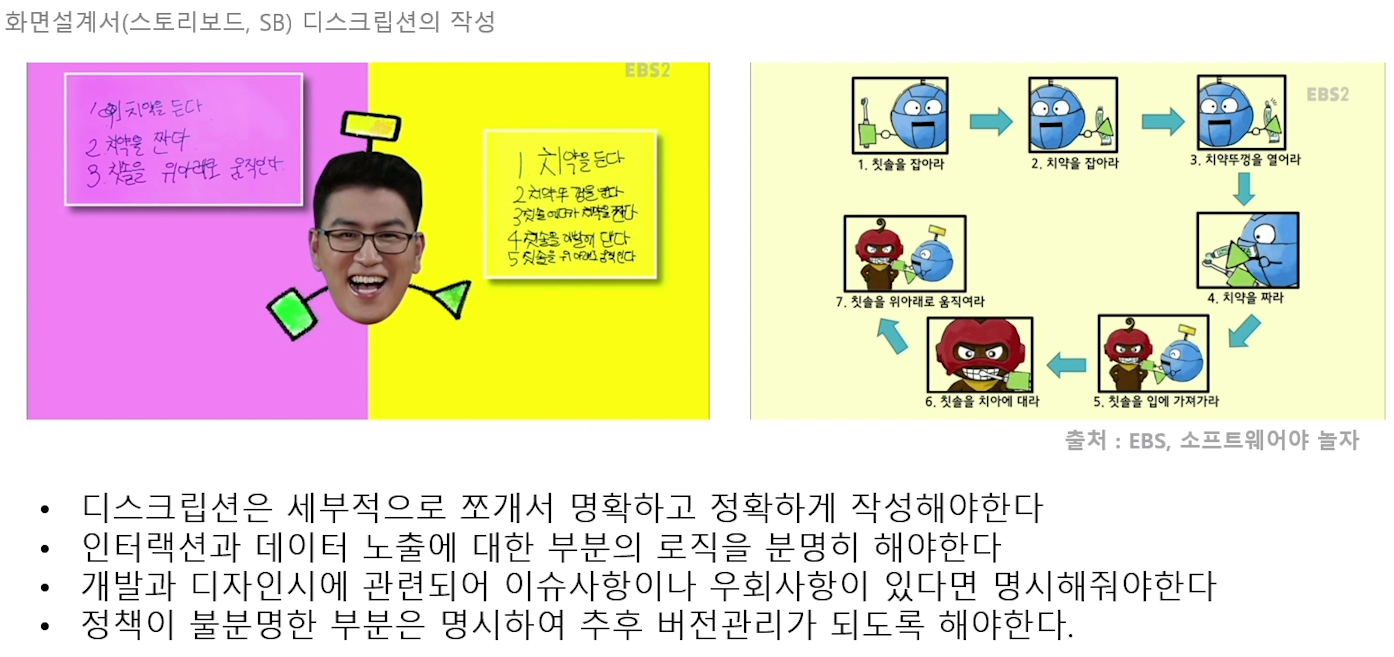 화면설계서(스토리보드, SB) 디스크립션의 작성
EBS2
치약을 든다
2 치약을 짠다
3. 칫솔을 위아래로 움직인다.
1 치약을 든다
2 치약뚜껑을 연다
3 칫솔에다가 치약을 짠다
4 칫솔을 이빨에 댄다
5 칫솔을 위아래로 움직인다
EBS2
1. 칫솔을 잡아라
2. 치약을 잡아라
3. 치약뚜껑을 열어라
4. 치약을 짜라
5. 칫솔을 입에 가져가라
6. 칫솔을 치아에 대라
7. 칫솔을 위아래로 움직여라
출처 : EBS, 소프트웨어야 놀자
• 디스크립션은 세부적으로 쪼개서 명확하고 정확하게 작성해야한다
• 인터랙션과 데이터 노출에 대한 부분의 로직을 분명히 해야한다
• 개발과 디자인시에 관련되어 이슈사항이나 우회사항이 있다면 명시해줘야한다
• 정책이 불분명한 부분은 명시하여 추후 버전관리가 되도록 해야한다.